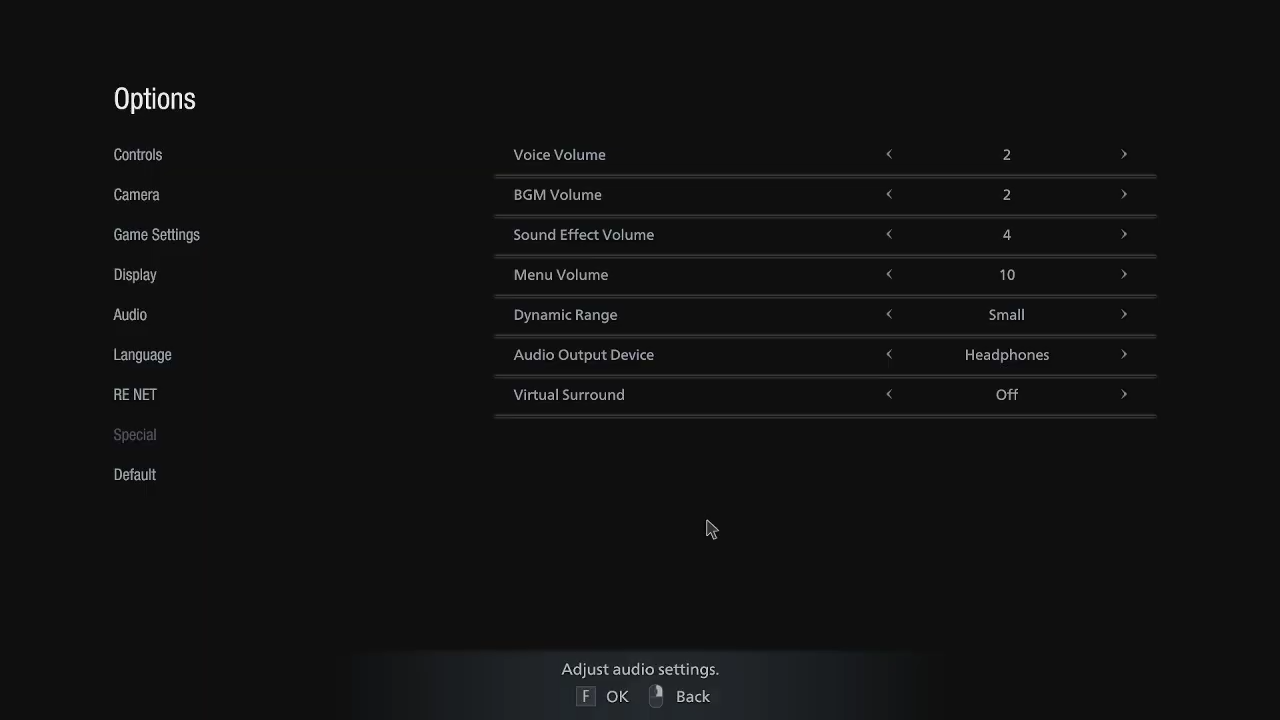 Options
Controls
Camera
Game Settings
Display
Audio
Language
RE NET
Special
Default
Voice Volume 2
BGM Volume 2
Sound Effect Volume 4
Menu Volume 10
Dynamic Range Small
Audio Output Device Headphones
Virtual Surround Off
Adjust audio settings.
F OK Back